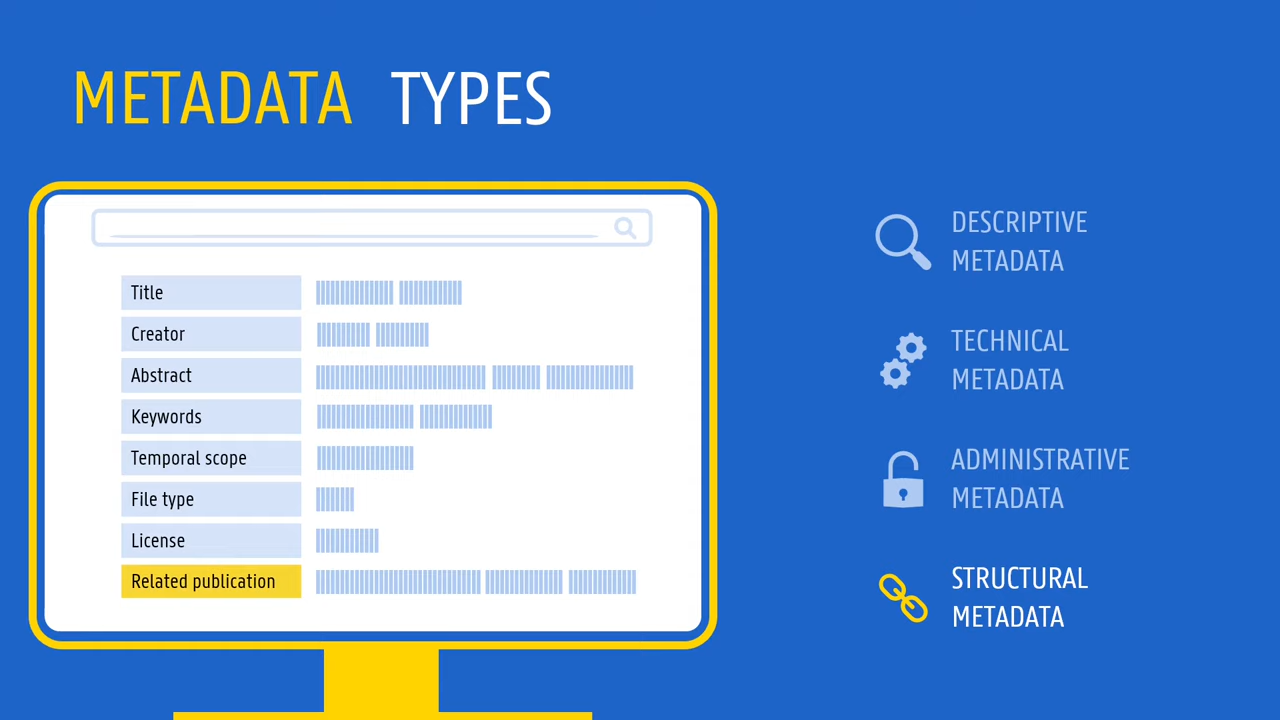 METADATA TYPES
Title
Creator
Abstract
Keywords
Temporal scope
File type
License
Related publication
DESCRIPTIVE
METADATA
TECHNICAL
METADATA
ADMINISTRATIVE
METADATA
STRUCTURAL
METADATA